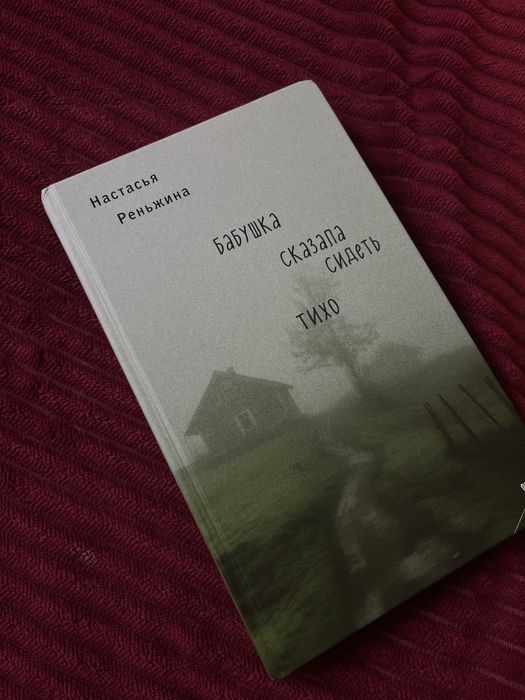 Настасья
Реньжина
БАБУШКА
СКАЗАЛА
СИДЕТЬ
ТИХО